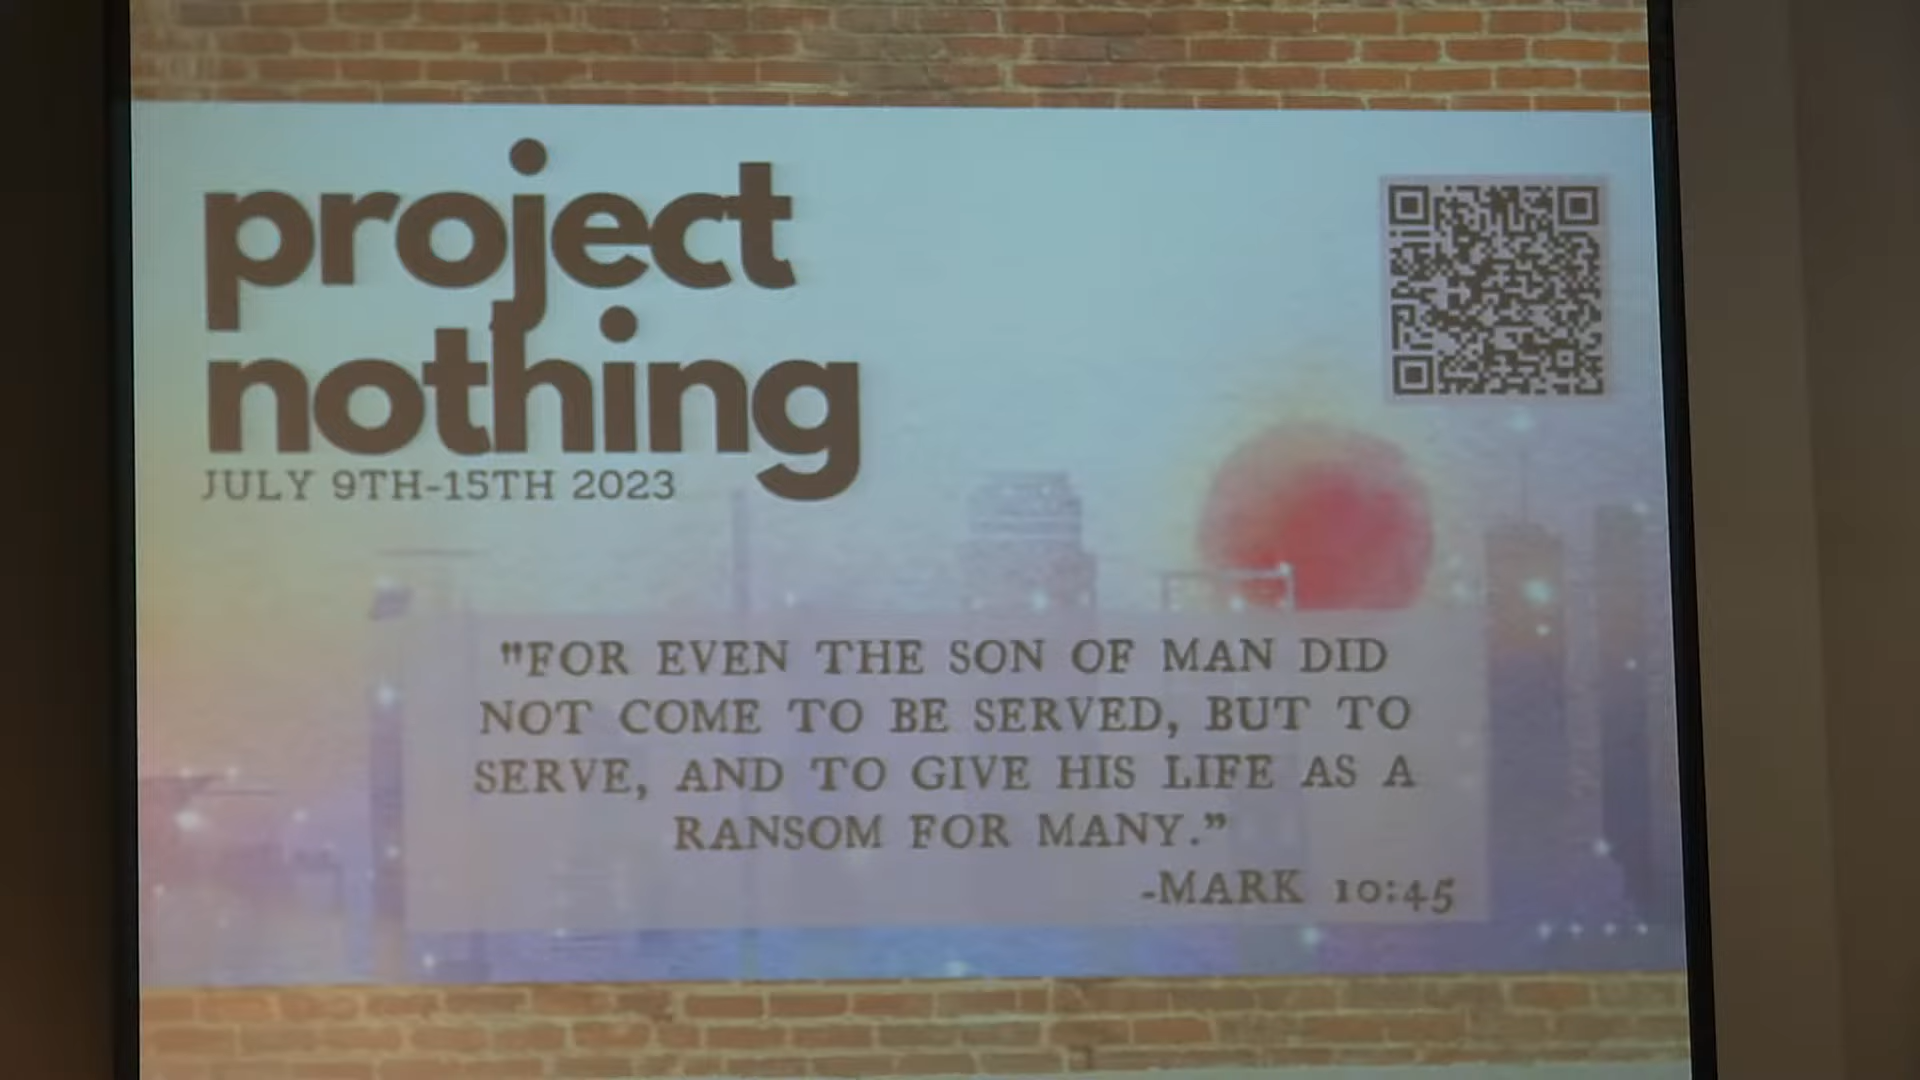 project
nothing
JULY 9TH-15TH 2023
"FOR EVEN THE SON OF MAN DID
NOT COME TO BE SERVED, BUT TO
SERVE, AND TO GIVE HIS LIFE AS A
RANSOM FOR MANY.”
-MARK 10:45